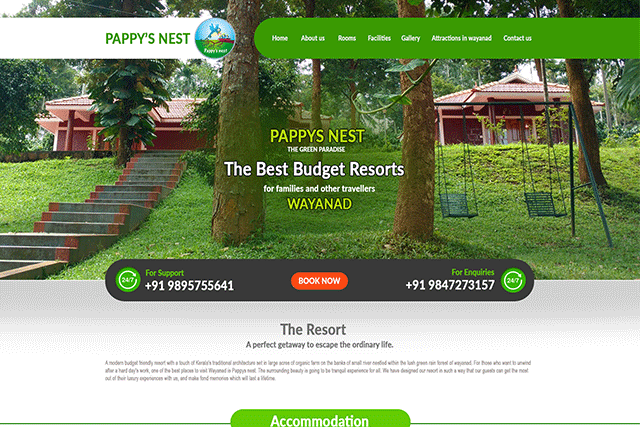 PAPPY'S NEST
Pappy's nest
Home About us Rooms Facilities Gallery Attractions in wayanad Contact us
PAPPYS NEST
THE GREEN PARADISE
The Best Budget Resorts
for families and other travellers
WAYANAD
24/7
For Support
+91 9895755641
BOOK NOW
For Enquiries
+91 9847273157
24/7
The Resort
A perfect getaway to escape the ordinary life.
A modern budget friendly resort with a touch of Kerala's traditional architecture set in large acres of organic farm on the banks of small river nestled within the lush green rain forest of wayanad. For those who want to unwind
after a hard day's work, one of the best places to visit Wayanad is Pappys nest. The surrounding beauty is going to be tranquil experience for all. We have designed our resort in such a way that our guests can get the most
out of their luxury experiences with us, and make fond memories which will last a lifetime.
Accommodation